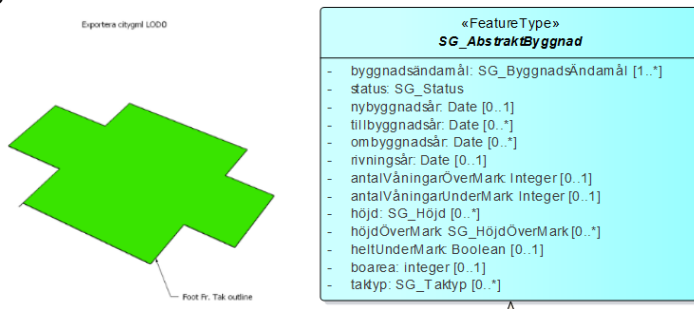 Exportera citygml LOD0
Foot Fr. Tak outline
«FeatureType»
SG_AbstraktByggnad
- byggnadsändamål: SG_ByggnadsÄndamål [1..*]
- status: SG_Status
- nybyggnadsår: Date [0..1]
- tillbyggnadsår: Date [0..*]
- ombyggnadsår: Date [0..*]
- rivningsår: Date [0..1]
- antalVåningarÖverMark: Integer [0..1]
- antalVåningarUnderMark: Integer [0..1]
- höjd: SG_Höjd [0..*]
- höjdÖverMark: SG_HöjdÖverMark [0..*]
- heltUnderMark: Boolean [0..1]
- boarea: integer [0..1]
- taktyp: SG_Taktyp [0..*]